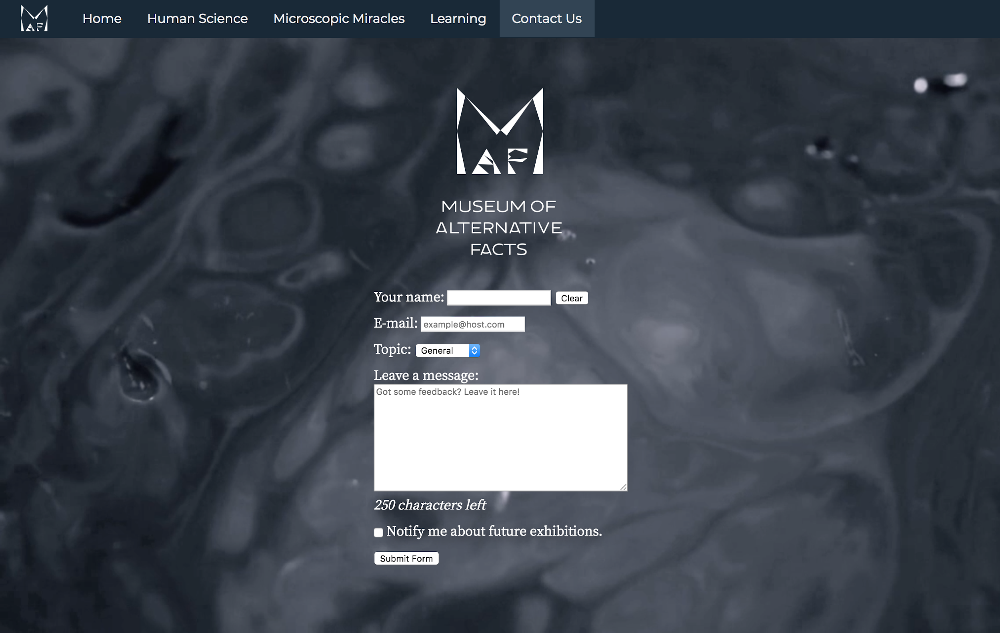 MAF
Home
Human Science
Microscopic Miracles
Learning
Contact Us
M
AF
MUSEUM OF
ALTERNATIVE
FACTS
Your name:
Clear
E-mail: example@host.com
Topic: General
Leave a message:
Got some feedback? Leave it here!
250 characters left
Notify me about future exhibitions.
Submit Form